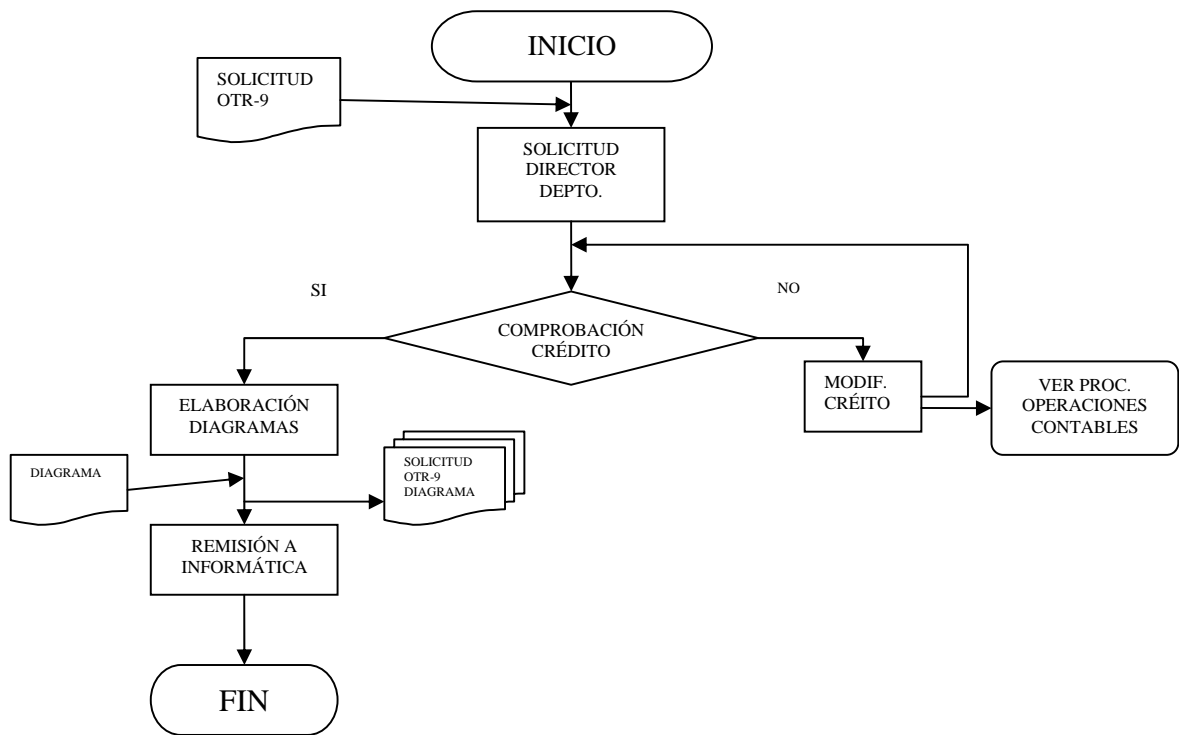 INICIO
SOLICITUD
OTR-9
SOLICITUD
DIRECTOR
DEPTO.
SI
NO
COMPROBACIÓN
CRÉDITO
MODIF.
CRÉITO
VER PROC.
OPERACIONES
CONTABLES
ELABORACIÓN
DIAGRAMAS
DIAGRAMA
SOLICITUD
OTR-9
DIAGRAMA
REMISIÓN A
INFORMÁTICA
FIN